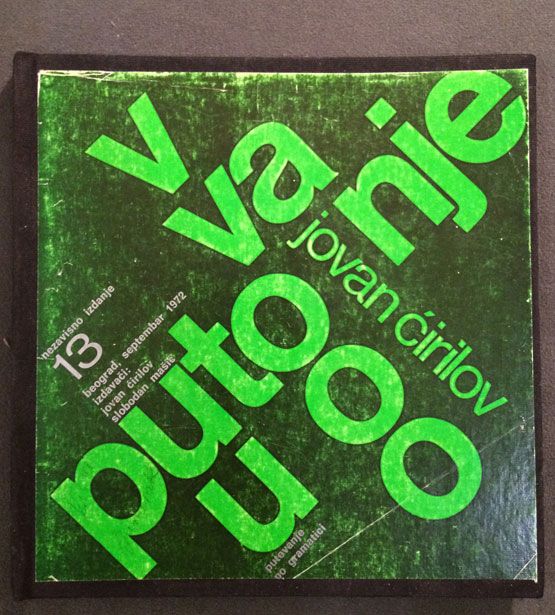 v
va
nje
jovan ćirilov
nezavisno izdanje
13
beograd, septembar 1972
izdavači:
jovan ćirilov
slobodan mašić
puto
u
ooo
putovanje
po gramatici